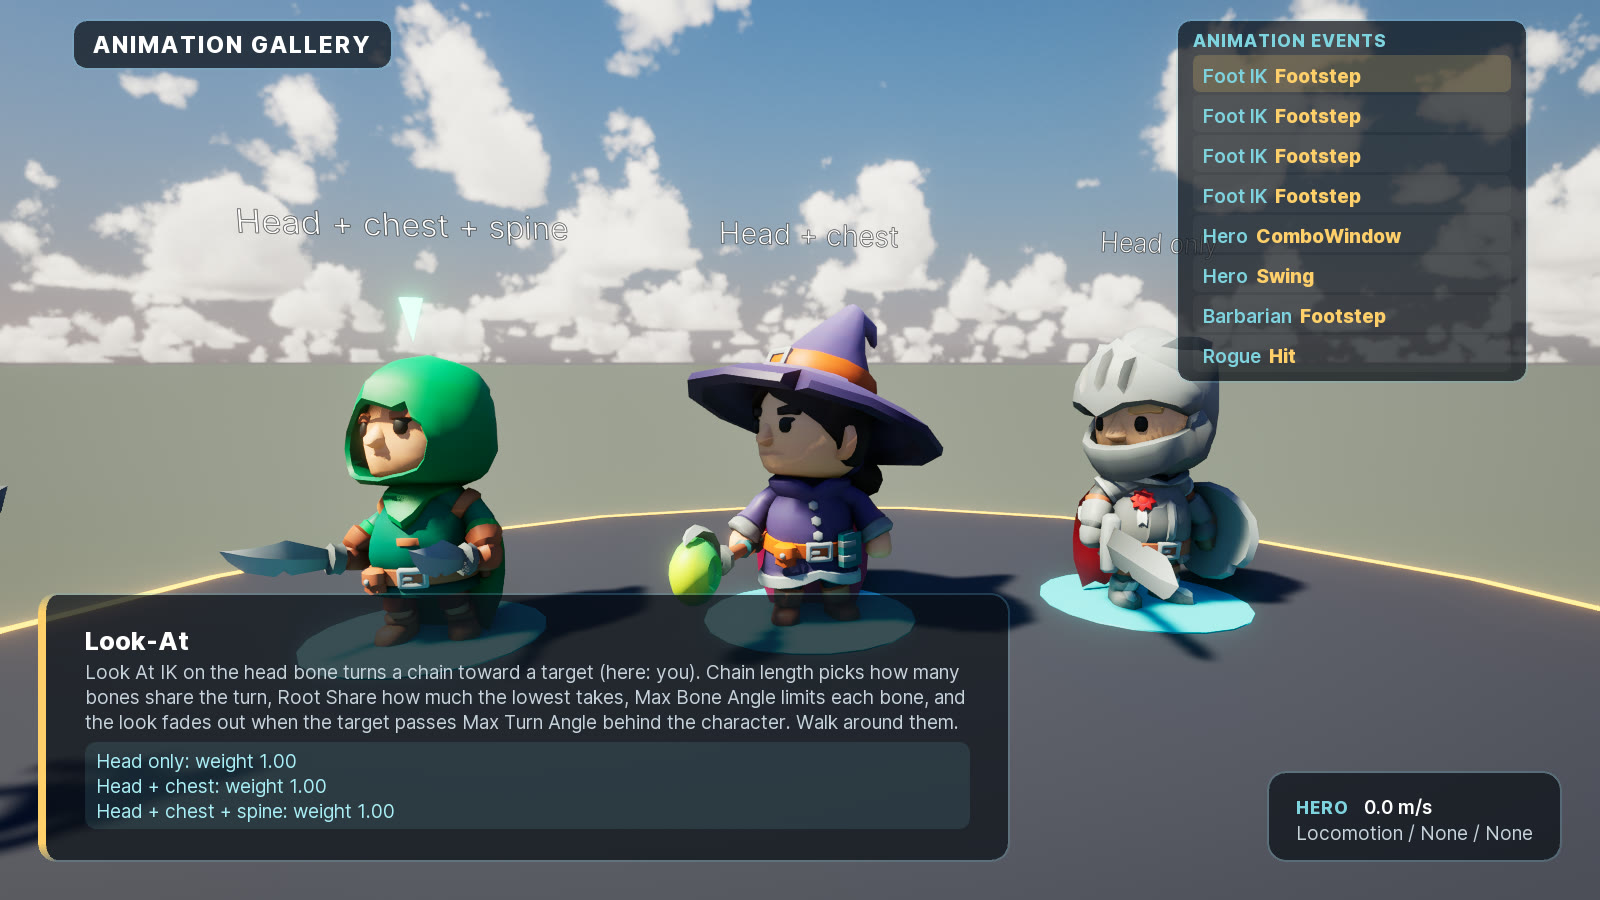 ANIMATION GALLERY
ANIMATION EVENTS
Foot IK Footstep
Foot IK Footstep
Foot IK Footstep
Foot IK Footstep
Hero ComboWindow
Hero Swing
Barbarian Footstep
Rogue Hit
Head + chest + spine
Head + chest
Head only
Look-At
Look At IK on the head bone turns a chain toward a target (here: you). Chain length picks how many
bones share the turn, Root Share how much the lowest takes, Max Bone Angle limits each bone, and
the look fades out when the target passes Max Turn Angle behind the character. Walk around them.
Head only: weight 1.00
Head + chest: weight 1.00
Head + chest + spine: weight 1.00
HERO 0.0 m/s
Locomotion / None / None